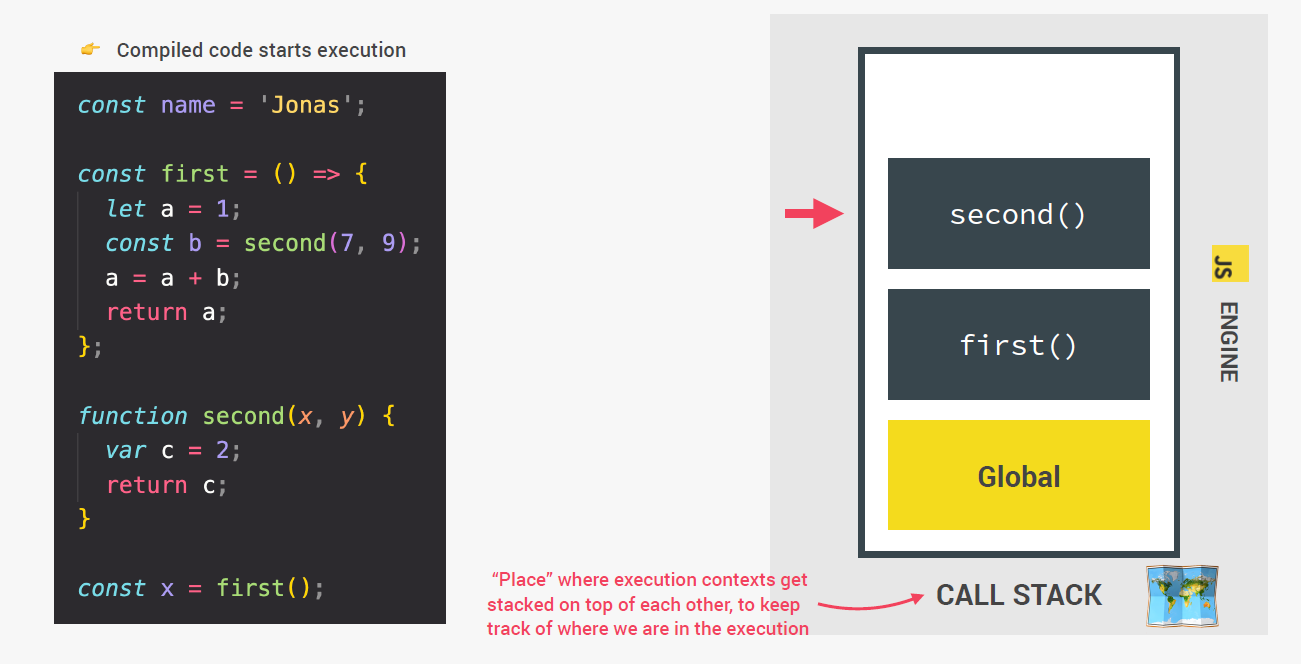 Compiled code starts execution
const name = 'Jonas';
const first = () => {
let a = 1;
const b = second(7, 9);
a = a + b;
return a;
};
function second(x, y) {
var c = 2;
return c;
}
const x = first();
second()
first()
Global
JS ENGINE
“Place” where execution contexts get
stacked on top of each other, to keep
track of where we are in the execution
CALL STACK